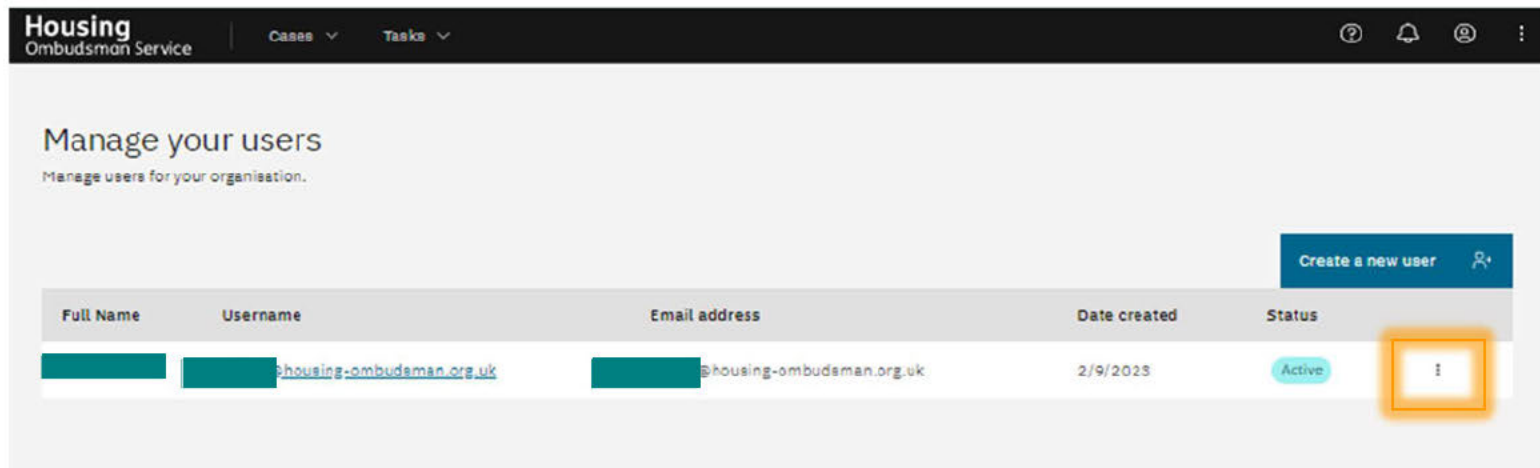 Housing
Ombudsman Service
Cases Tasks
Manage your users
Manage users for your organisation.
Create a new user
Full Name Username Email address Date created Status
@housing-ombudsman.org.uk @housing-ombudsman.org.uk 2/9/2023 Active